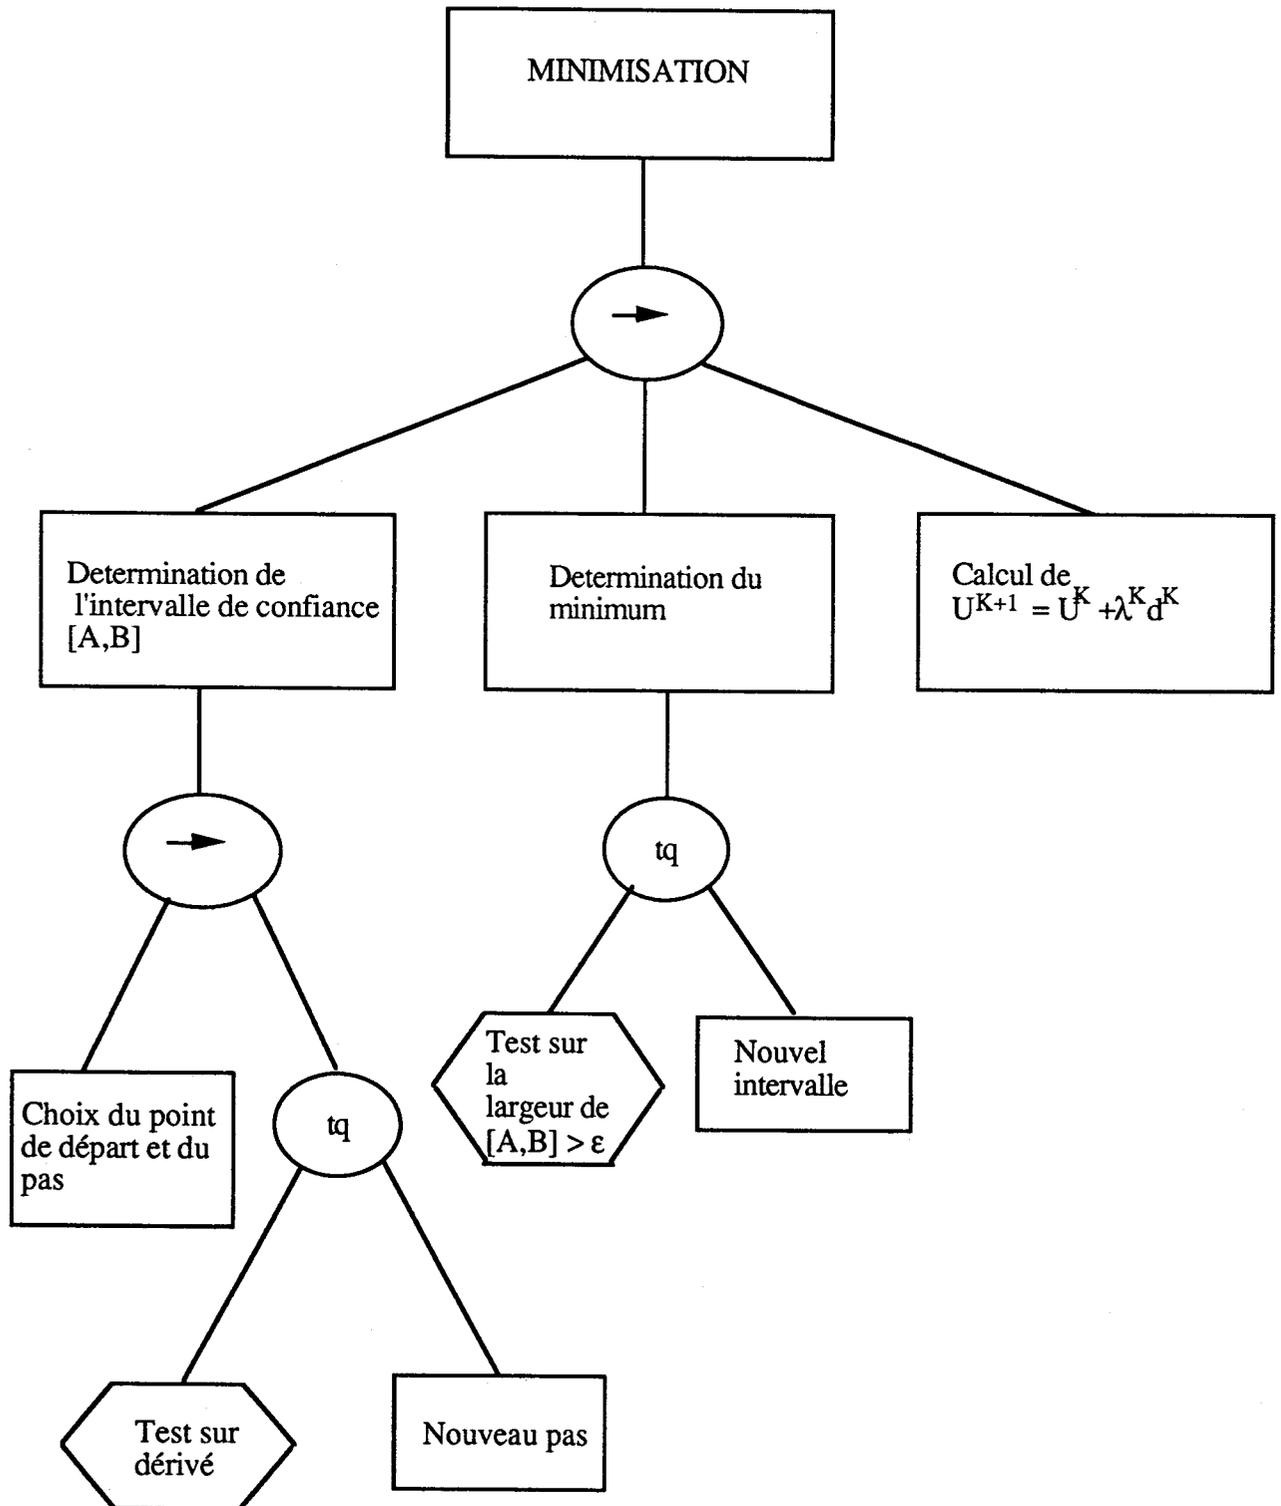 MINIMISATION
Determination de
l'intervalle de confiance
[A,B]
Determination du
minimum
Calcul de
U^{K+1} = U^K +λ^K d^K
tq
Test sur
la
largeur de
[A,B] > ε
Nouvel
intervalle
Choix du point
de départ et du
pas
tq
Test sur
dérivé
Nouveau pas